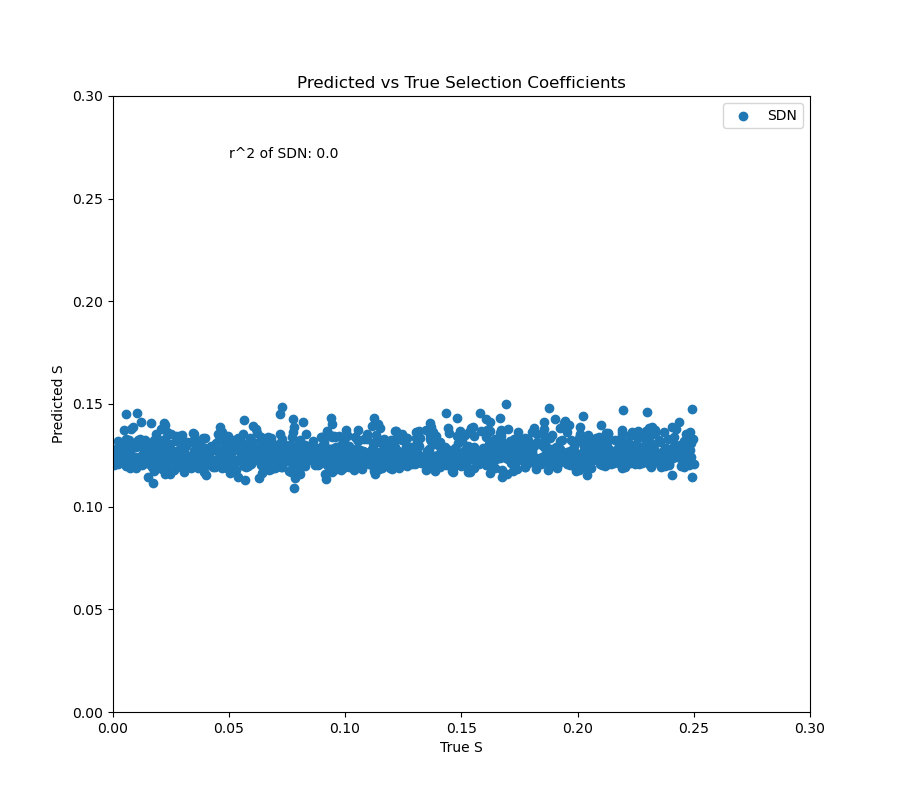 Predicted vs True Selection Coefficients
0.30
SDN
r^2 of SDN: 0.0
0.25
0.20
0.15
Predicted S
0.10
0.05
0.00
0.00 0.05 0.10 0.15 0.20 0.25 0.30
True S